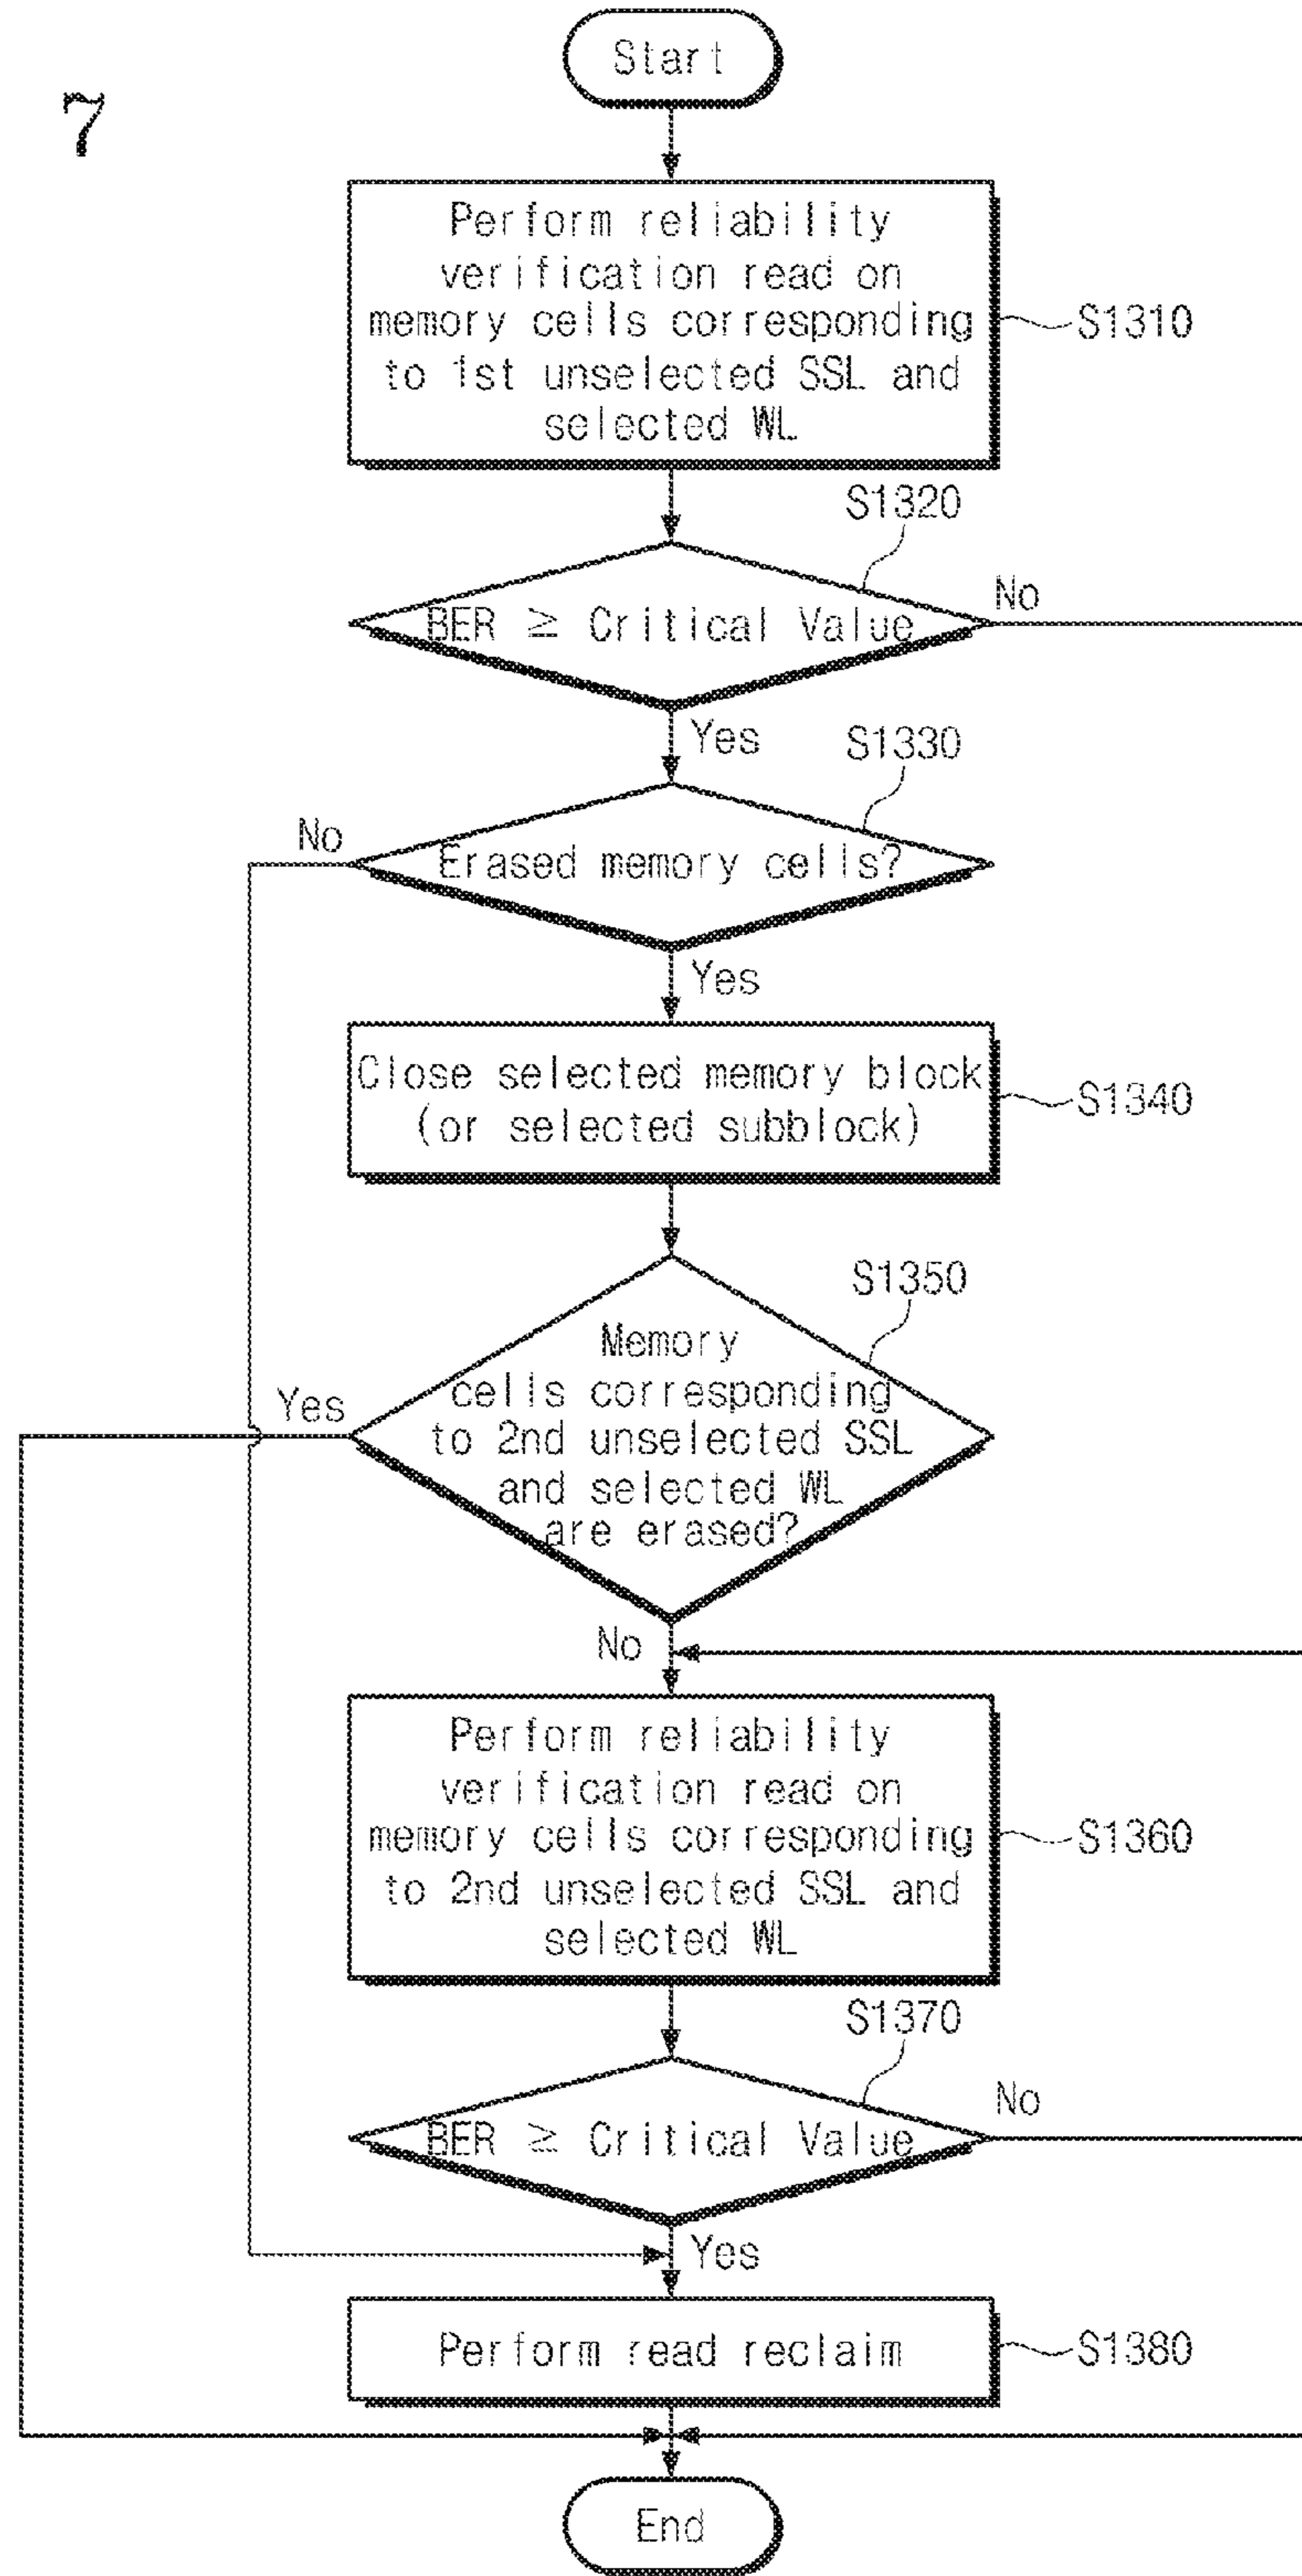 7
Start
Perform reliability
verification read on
memory cells corresponding
to 1st unselected SSL and
selected WL
S1310
S1320
BER ≥ Critical Value
No
Yes
S1330
No
Erased memory cells?
Yes
Close selected memory block
(or selected subblock)
S1340
S1350
Memory
cells corresponding
to 2nd unselected SSL
and selected WL
are erased?
Yes
No
Perform reliability
verification read on
memory cells corresponding
to 2nd unselected SSL and
selected WL
S1360
S1370
BER ≥ Critical Value
No
Yes
Perform read reclaim
S1380
End